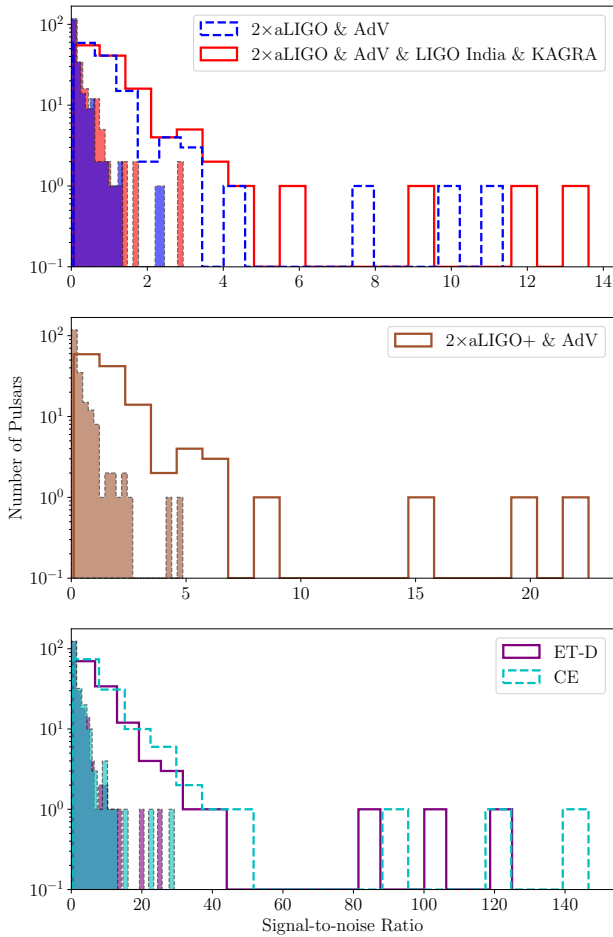 2×aLIGO & AdV
2×aLIGO & AdV & LIGO India & KAGRA
10²
10¹
10⁰
10⁻¹
0 2 4 6 8 10 12 14
2×aLIGO+ & AdV
Number of Pulsars
10²
10¹
10⁰
10⁻¹
0 5 10 15 20
ET-D
CE
10²
10¹
10⁰
10⁻¹
0 20 40 60 80 100 120 140
Signal-to-noise Ratio